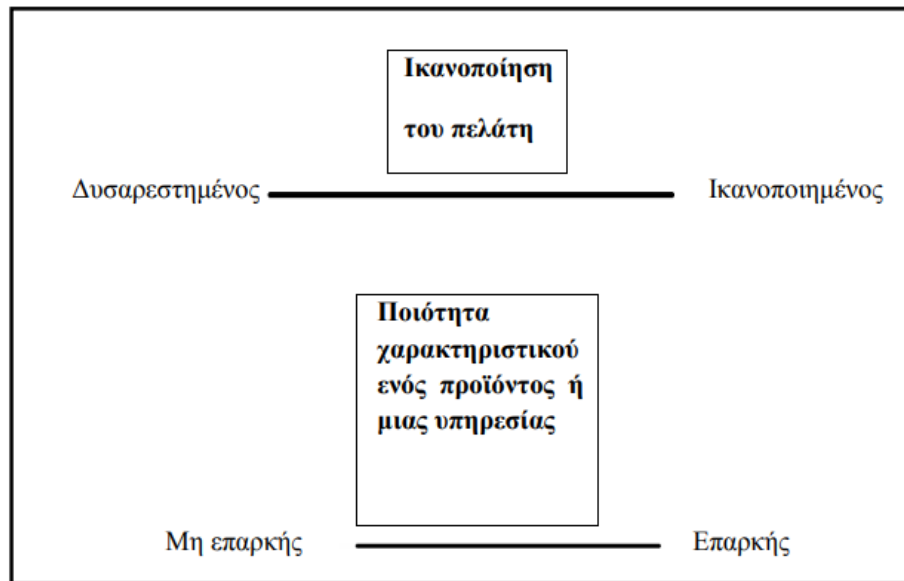 Ικανοποίηση
του πελάτη
Δυσαρεστημένος Ικανοποιημένος
Ποιότητα
χαρακτηριστικού
ενός προϊόντος ή
μιας υπηρεσίας
Μη επαρκής Επαρκής